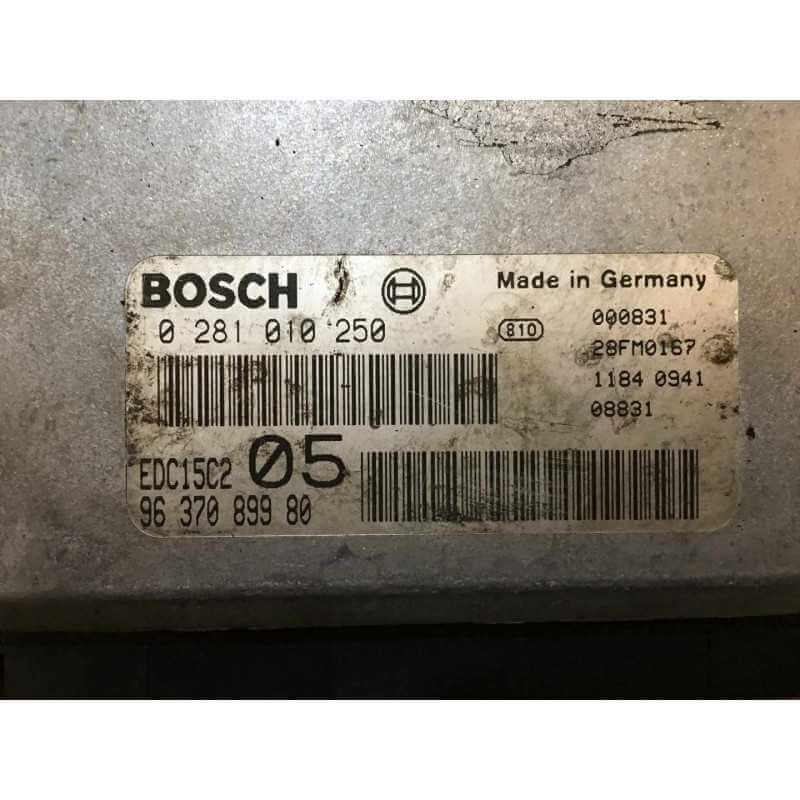 BOSCH Made in Germany
0 281 010 250 810 000831
28FM0167
1184 0941
08831
EDC15C2 05
96 370 899 80